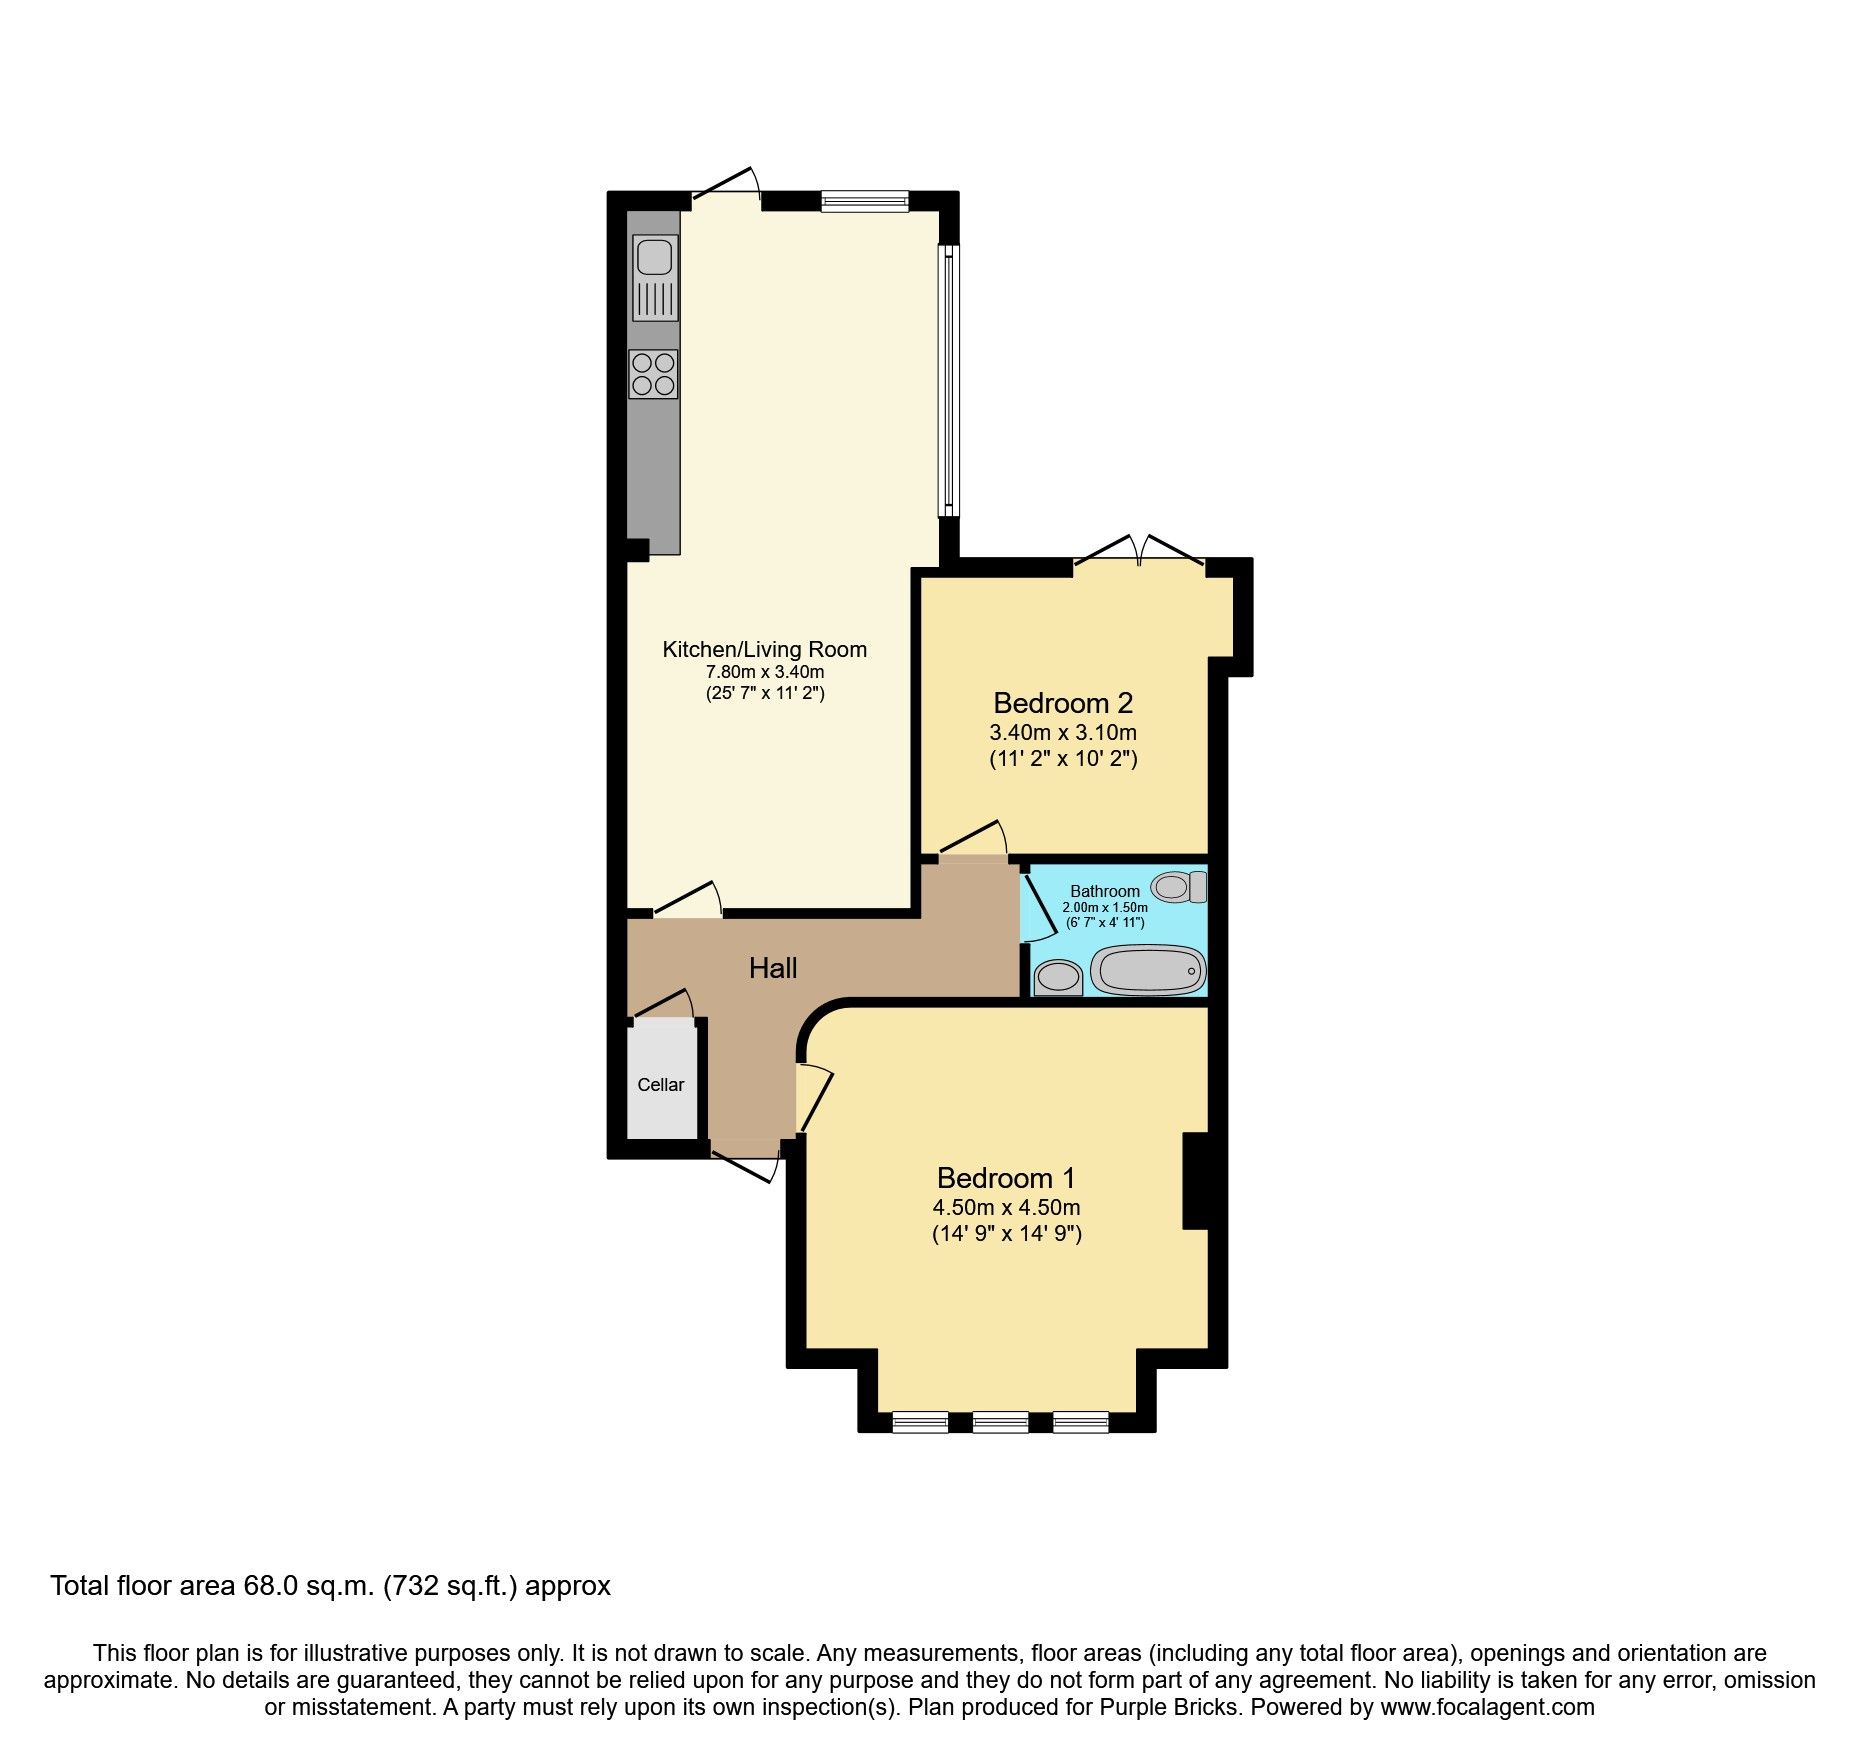 Kitchen/Living Room
7.80m x 3.40m
(25' 7" x 11' 2")
Bedroom 2
3.40m x 3.10m
(11' 2" x 10' 2")
Bathroom
2.00m x 1.50m
(6' 7" x 4' 11")
Hall
Cellar
Bedroom 1
4.50m x 4.50m
(14' 9" x 14' 9")
Total floor area 68.0 sq.m. (732 sq.ft.) approx
This floor plan is for illustrative purposes only. It is not drawn to scale. Any measurements, floor areas (including any total floor area), openings and orientation are
approximate. No details are guaranteed, they cannot be relied upon for any purpose and they do not form part of any agreement. No liability is taken for any error, omission
or misstatement. A party must rely upon its own inspection(s). Plan produced for Purple Bricks. Powered by www.focalagent.com